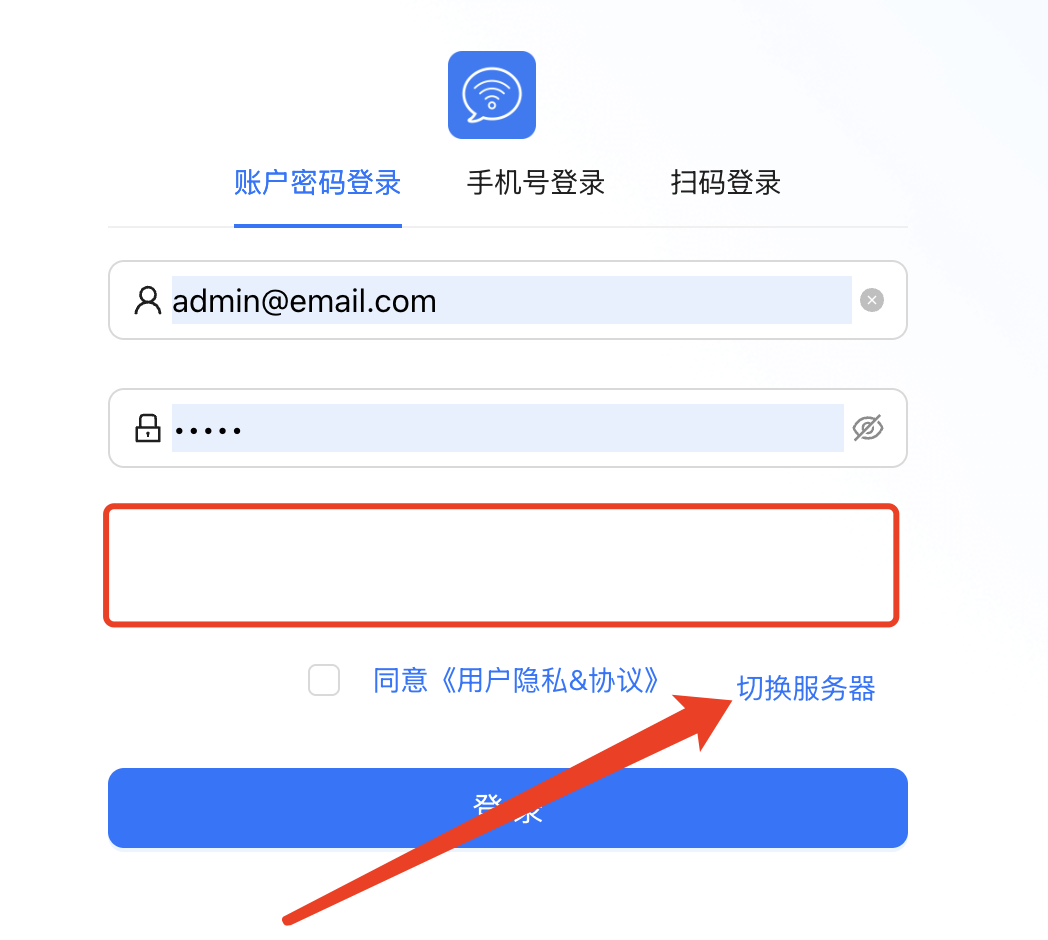 账户密码登录 手机号登录 扫码登录
admin@email.com
•••••
同意《用户隐私&协议》 切换服务器
登录